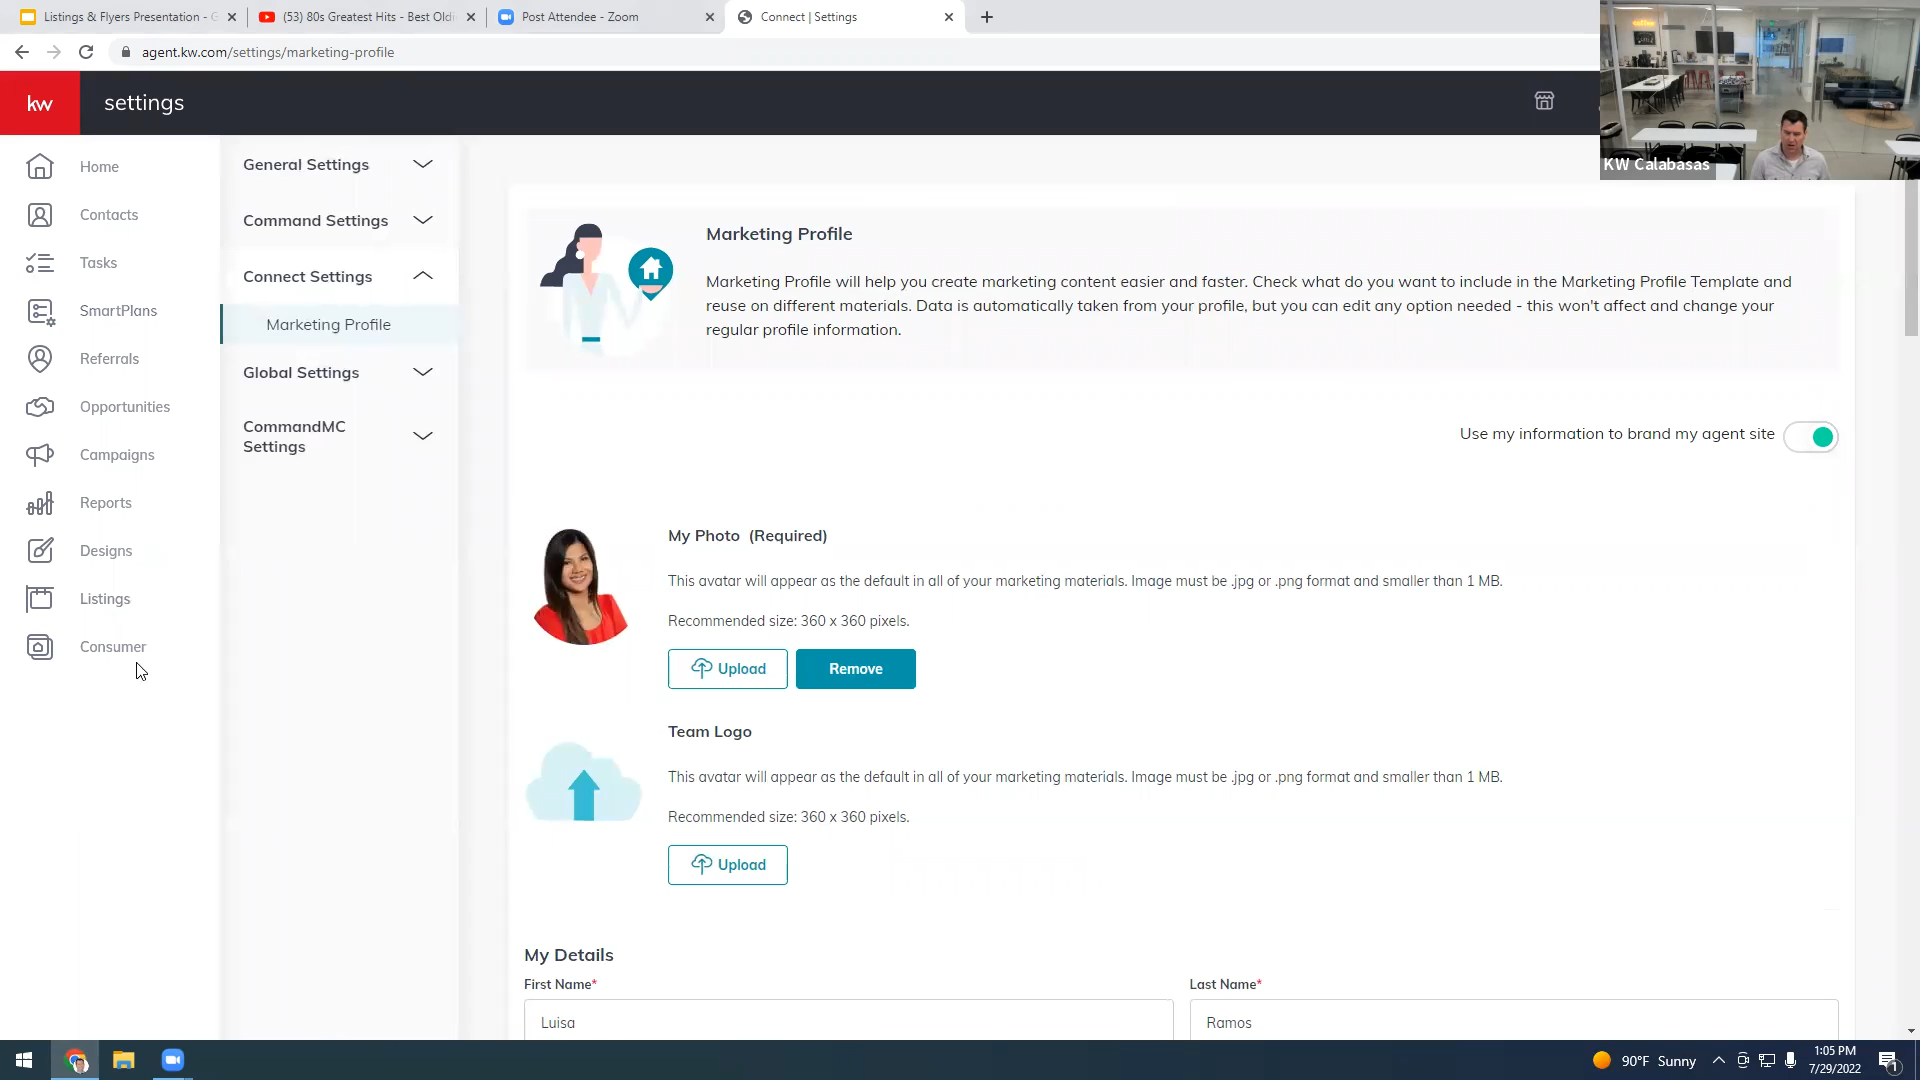 Listings & Flyers Presentation - G
(53) 80s Greatest Hits - Best Oldi
Post Attendee - Zoom
Connect | Settings
agent.kw.com/settings/marketing-profile
kw
settings
KW Calabasas
Home
Contacts
Tasks
SmartPlans
Referrals
Opportunities
Campaigns
Reports
Designs
Listings
Consumer
General Settings
Command Settings
Connect Settings
Marketing Profile
Global Settings
CommandMC
Settings
Marketing Profile
Marketing Profile will help you create marketing content easier and faster. Check what do you want to include in the Marketing Profile Template and
reuse on different materials. Data is automatically taken from your profile, but you can edit any option needed - this won't affect and change your
regular profile information.
Use my information to brand my agent site
My Photo (Required)
This avatar will appear as the default in all of your marketing materials. Image must be .jpg or .png format and smaller than 1 MB.
Recommended size: 360 x 360 pixels.
Upload
Remove
Team Logo
This avatar will appear as the default in all of your marketing materials. Image must be .jpg or .png format and smaller than 1 MB.
Recommended size: 360 x 360 pixels.
Upload
My Details
First Name*
Last Name*
Luisa
Ramos
90°F Sunny
1:05 PM
7/29/2022
1